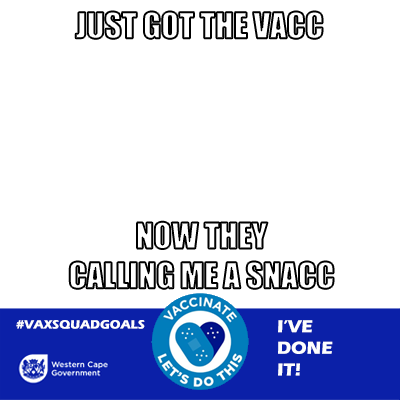 JUST GOT THE VACC
NOW THEY
CALLING ME A SNACC
#VAXSQUADGOALS
Western Cape
Government
VACCINATE
LET'S DO THIS
I'VE
DONE
IT!